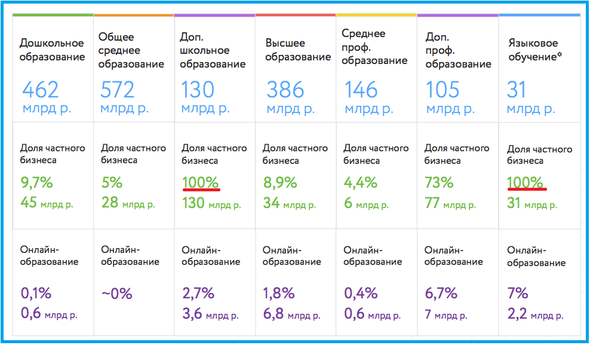 Дошкольное
образование
462
млрд р.
Общее
среднее
образование
572
млрд р.
Доп.
школьное
образование
130
млрд р.
Высшее
образование
386
млрд р.
Среднее
проф.
образование
146
млрд р.
Доп.
проф.
образование
105
млрд р.
Языковое
обучение*
31
млрд р.
Доля частного
бизнеса
9,7%
45 млрд р.
Доля частного
бизнеса
5%
28 млрд р.
Доля частного
бизнеса
100%
130 млрд р.
Доля частного
бизнеса
8,9%
34 млрд р.
Доля частного
бизнеса
4,4%
6 млрд р.
Доля частного
бизнеса
73%
77 млрд р.
Доля частного
бизнеса
100%
31 млрд р.
Онлайн-
образование
0,1%
0,6 млрд р.
Онлайн-
образование
~0%
Онлайн-
образование
2,7%
3,6 млрд р.
Онлайн-
образование
1,8%
6,8 млрд р.
Онлайн-
образование
0,4%
0,6 млрд р.
Онлайн-
образование
6,7%
7 млрд р.
Онлайн-
образование
7%
2,2 млрд р.